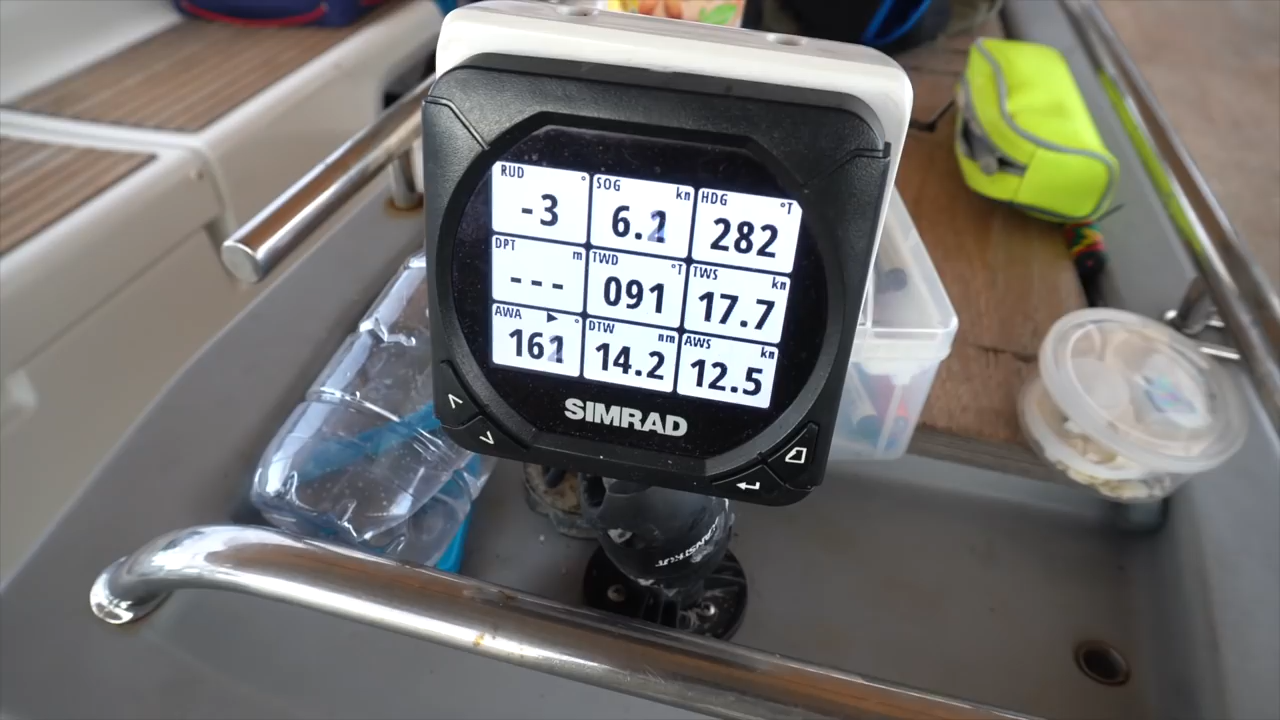 RUD ° SOG kn HDG °T
-3 6.2 282
DPT m TWD °T TWS kn
--- 091 17.7
AWA ° DTW nm AWS kn
161 14.2 12.5
SIMRAD